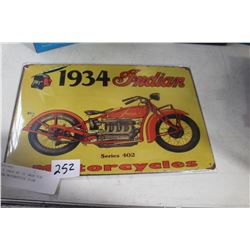 1934 Indian
Series 402
252
motorcycles